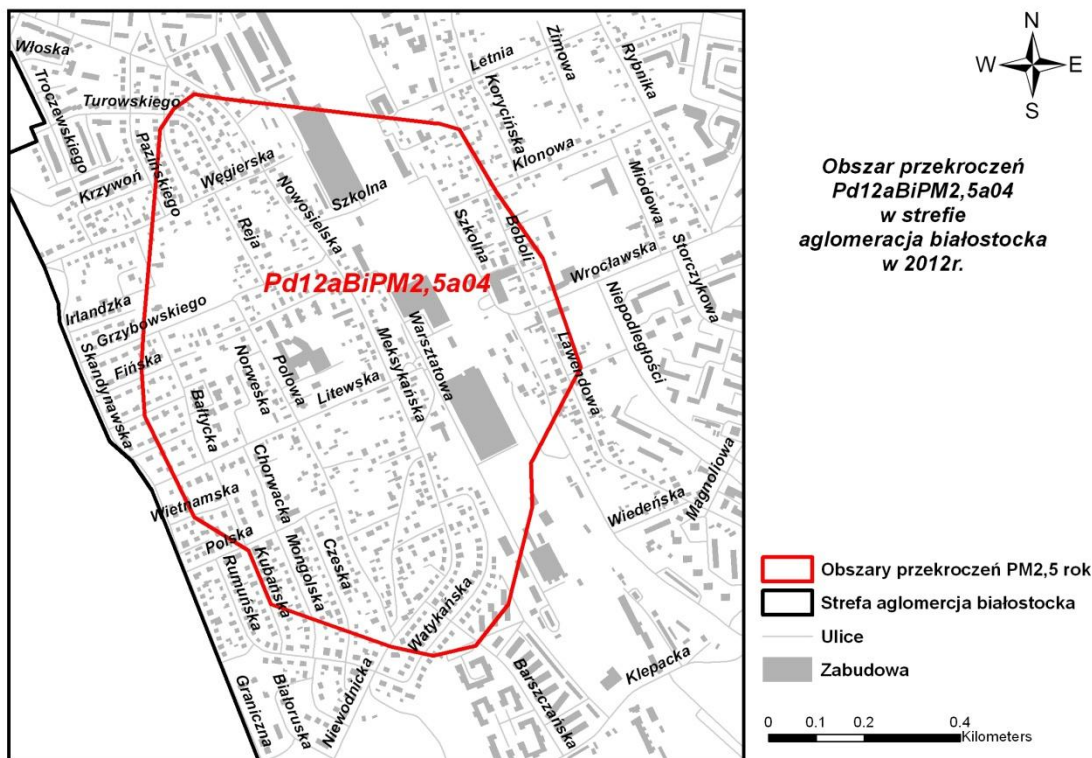 Włoska
Troczewskiego
Turowskiego
Krzywoń
Pazińskiego
Węgierska
Reja
Nowosielska
Szkolna
Letnia
Zimowa
Rybnika
Korycińska
Klonowa
Miodowa
Storczykowa
Szkolna
Boboli
Wrocławska
Niepodległości
Pd12aBiPM2,5a04
Irlandzka
Grzybowskiego
Skandynawska
Fińska
Norweska
Polowa
Litewska
Bałtycka
Meksykańska
Warsztatowa
Lawendowa
Chorwacka
Wietnamska
Polska
Rumuńska
Kubańska
Mongolska
Czeska
Watykańska
Wiedeńska
Magnoliowa
Graniczna
Białoruska
Niewodnicka
Barszczańska
Klepacka
N
W E
S
Obszar przekroczeń
Pd12aBiPM2,5a04
w strefie
aglomeracja białostocka
w 2012r.
Obszary przekroczeń PM2,5 rok
Strefa aglomercja białostocka
Ulice
Zabudowa
0 0.1 0.2 0.4
Kilometers